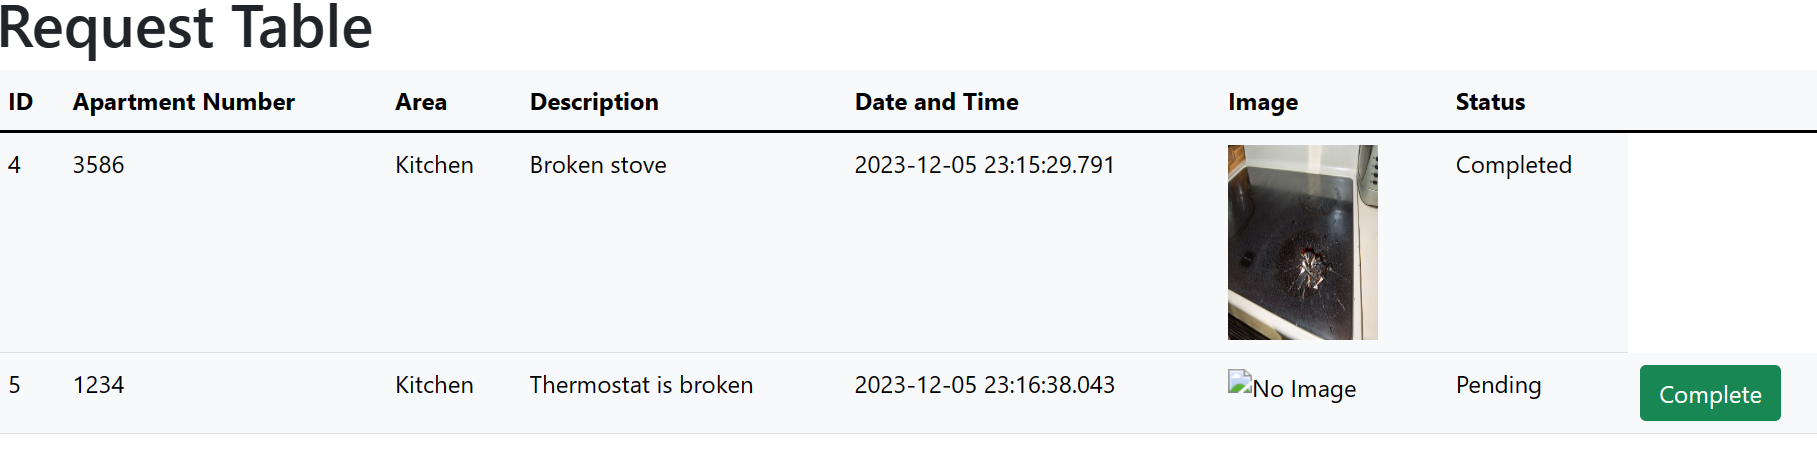 Request Table
ID Apartment Number Area Description Date and Time Image Status
4 3586 Kitchen Broken stove 2023-12-05 23:15:29.791 Completed
5 1234 Kitchen Thermostat is broken 2023-12-05 23:16:38.043 No Image Pending Complete